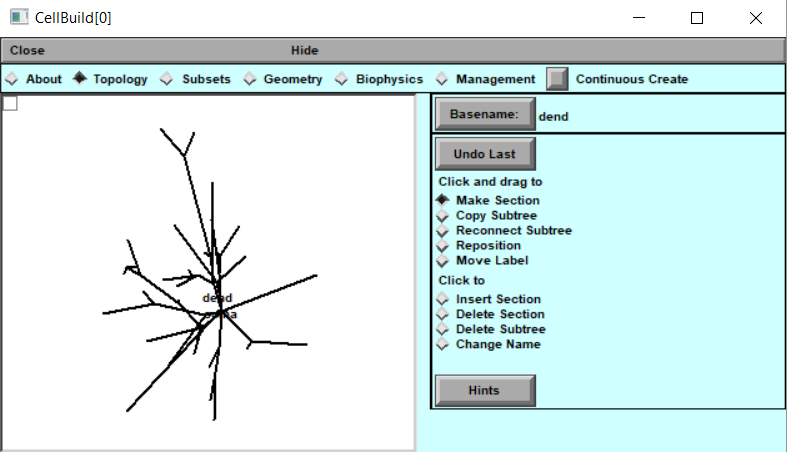 CellBuild[0]
Close Hide
About Topology Subsets Geometry Biophysics Management Continuous Create
Basename: dend
Undo Last
Click and drag to
Make Section
Copy Subtree
Reconnect Subtree
Reposition
Move Label
Click to
Insert Section
Delete Section
Delete Subtree
Change Name
Hints
dend